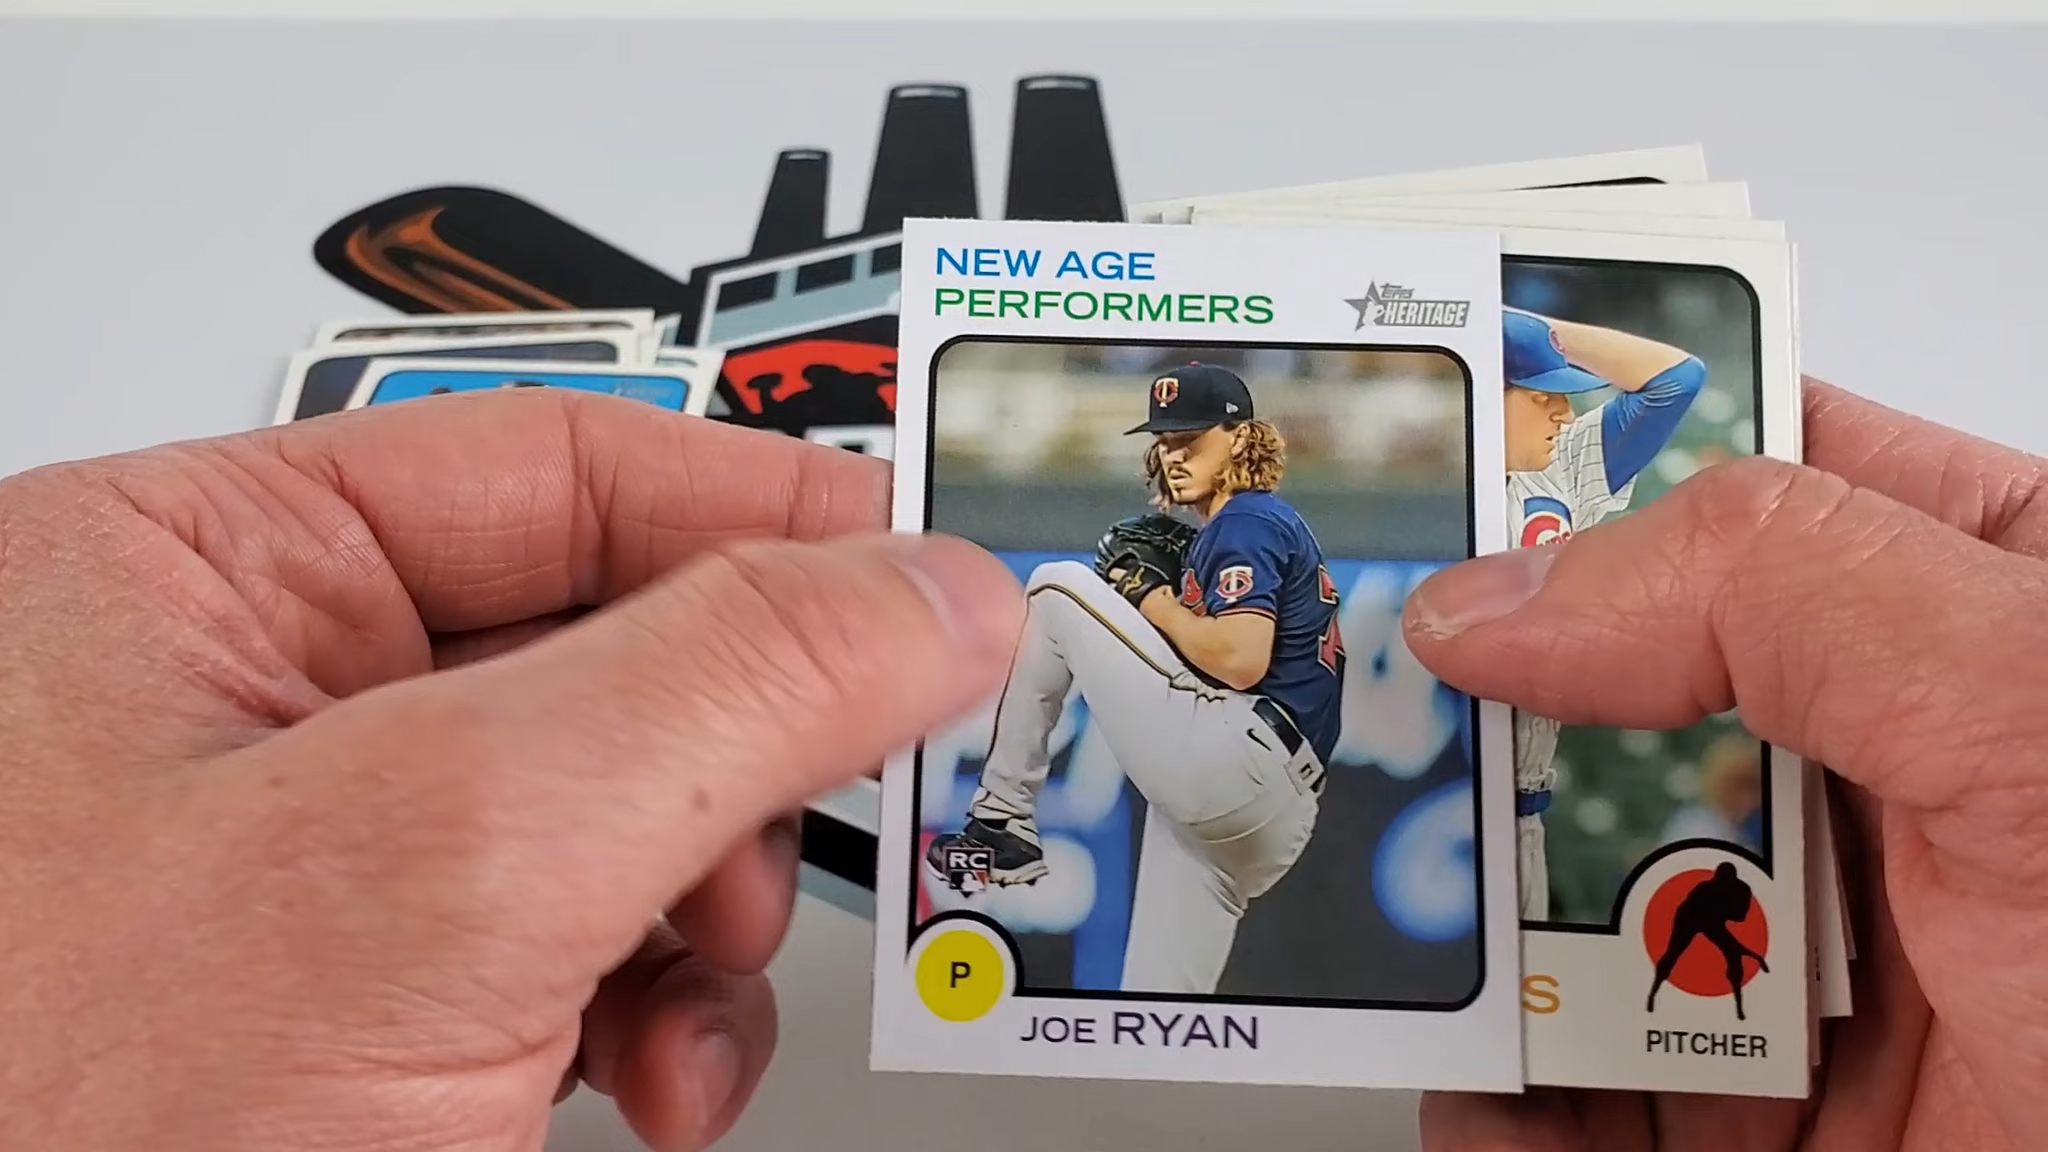 NEW AGE
PERFORMERS
Topps
HERITAGE
RC
P
JOE RYAN
S
PITCHER